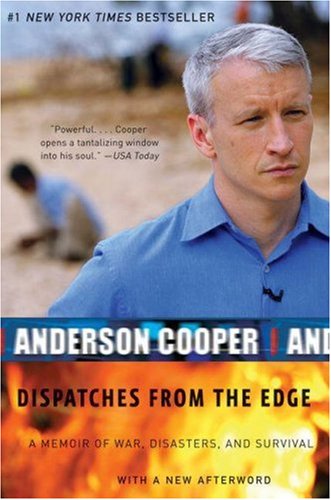 #1 NEW YORK TIMES BESTSELLER
"Powerful. . . . Cooper
opens a tantalizing window
into his soul." —USA Today
ANDERSON COOPER | AND
DISPATCHES FROM THE EDGE
A MEMOIR OF WAR, DISASTERS, AND SURVIVAL
WITH A NEW AFTERWORD